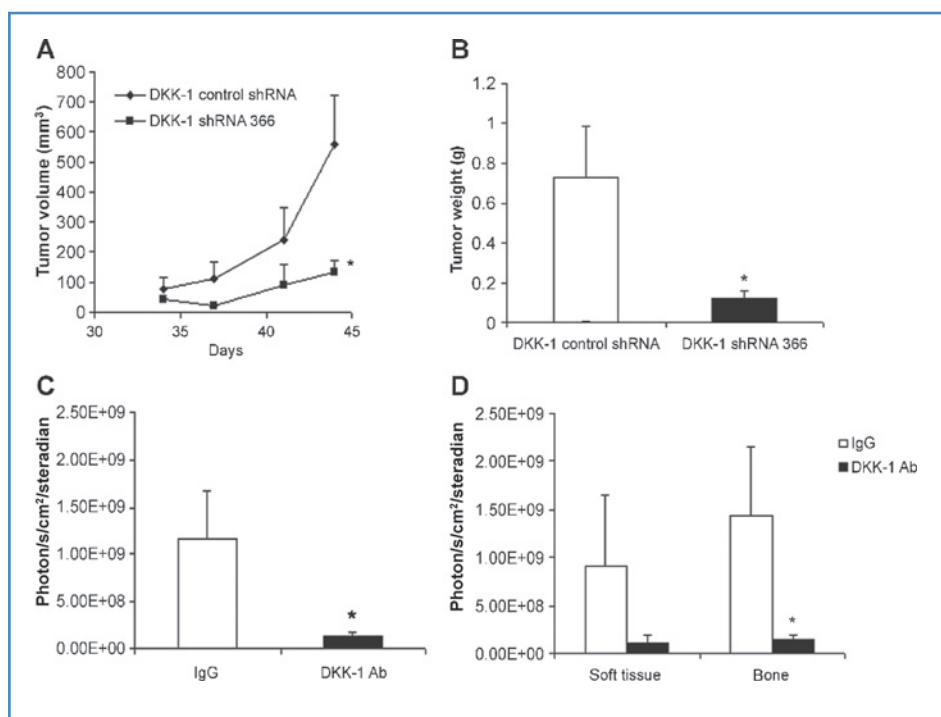 A
Tumor volume (mm³)
800
700
600
500
400
300
200
100
0
30
35
40
45
Days
DKK-1 control shRNA
DKK-1 shRNA 366
*
B
Tumor weight (g)
1.2
1
0.8
0.6
0.4
0.2
0
*
DKK-1 control shRNA
DKK-1 shRNA 366
C
Photon/s/cm²/steradian
2.50E+09
2.00E+09
1.50E+09
1.00E+09
5.00E+08
0.00E+00
*
IgG
DKK-1 Ab
D
Photon/s/cm²/steradian
2.50E+09
2.00E+09
1.50E+09
1.00E+09
5.00E+08
0.00E+00
*
Soft tissue
Bone
IgG
DKK-1 Ab